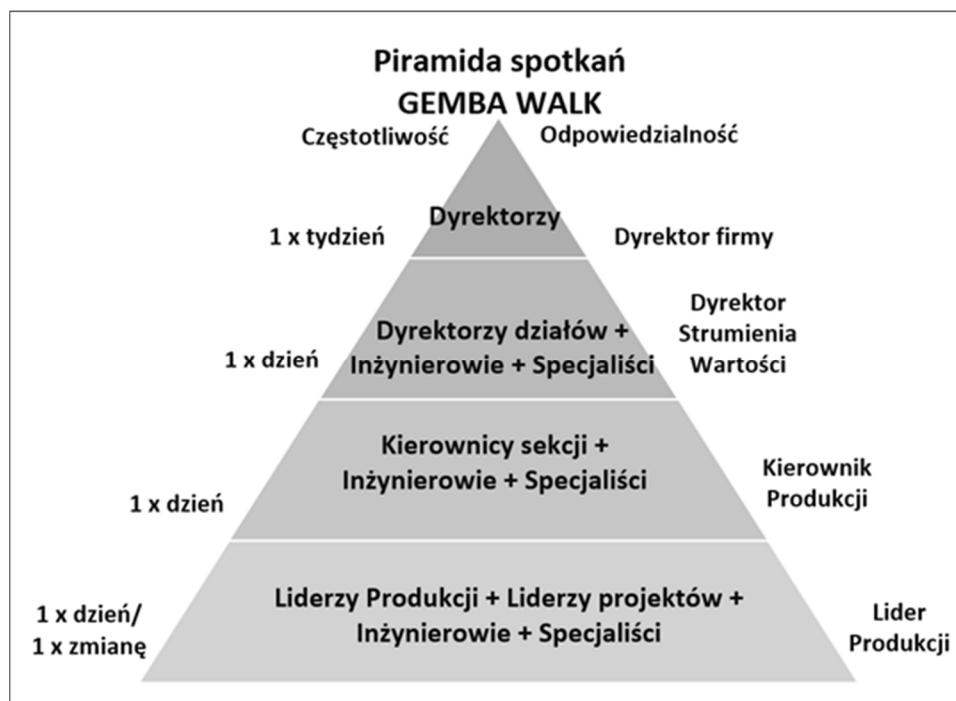 Piramida spotkań
GEMBA WALK
Częstotliwość
Odpowiedzialność
Dyrektorzy
1 x tydzień
Dyrektor firmy
Dyrektorzy działów +
Inżynierowie + Specjaliści
1 x dzień
Dyrektor
Strumienia
Wartości
Kierownicy sekcji +
Inżynierowie + Specjaliści
1 x dzień
Kierownik
Produkcji
Liderzy Produkcji + Liderzy projektów +
Inżynierowie + Specjaliści
1 x dzień/
1 x zmianę
Lider
Produkcji